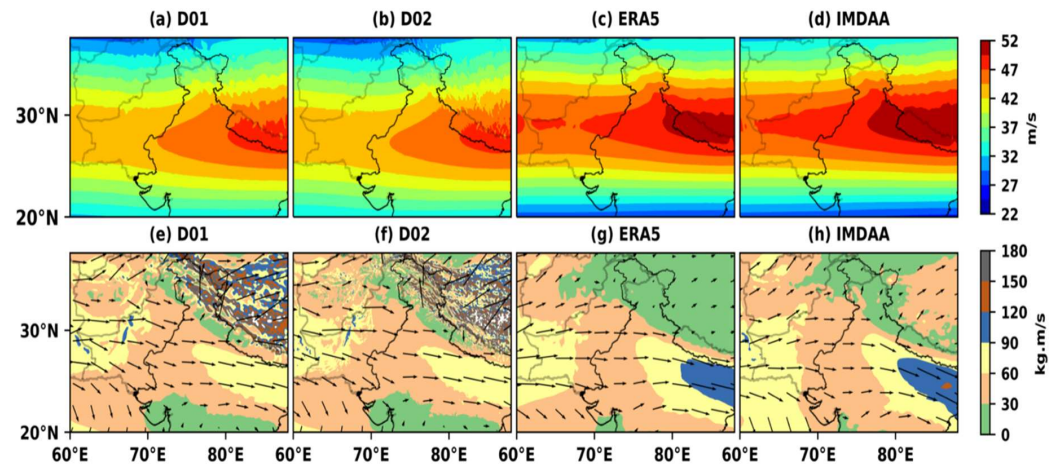 (a) D01 (b) D02 (c) ERA5 (d) IMDAA
30°N
20°N
52
47
42
37
32
27
22
m/s
(e) D01 (f) D02 (g) ERA5 (h) IMDAA
30°N
20°N
180
150
120
90
60
30
0
kg.m/s
60°E 70°E 80°E 60°E 70°E 80°E 60°E 70°E 80°E 60°E 70°E 80°E